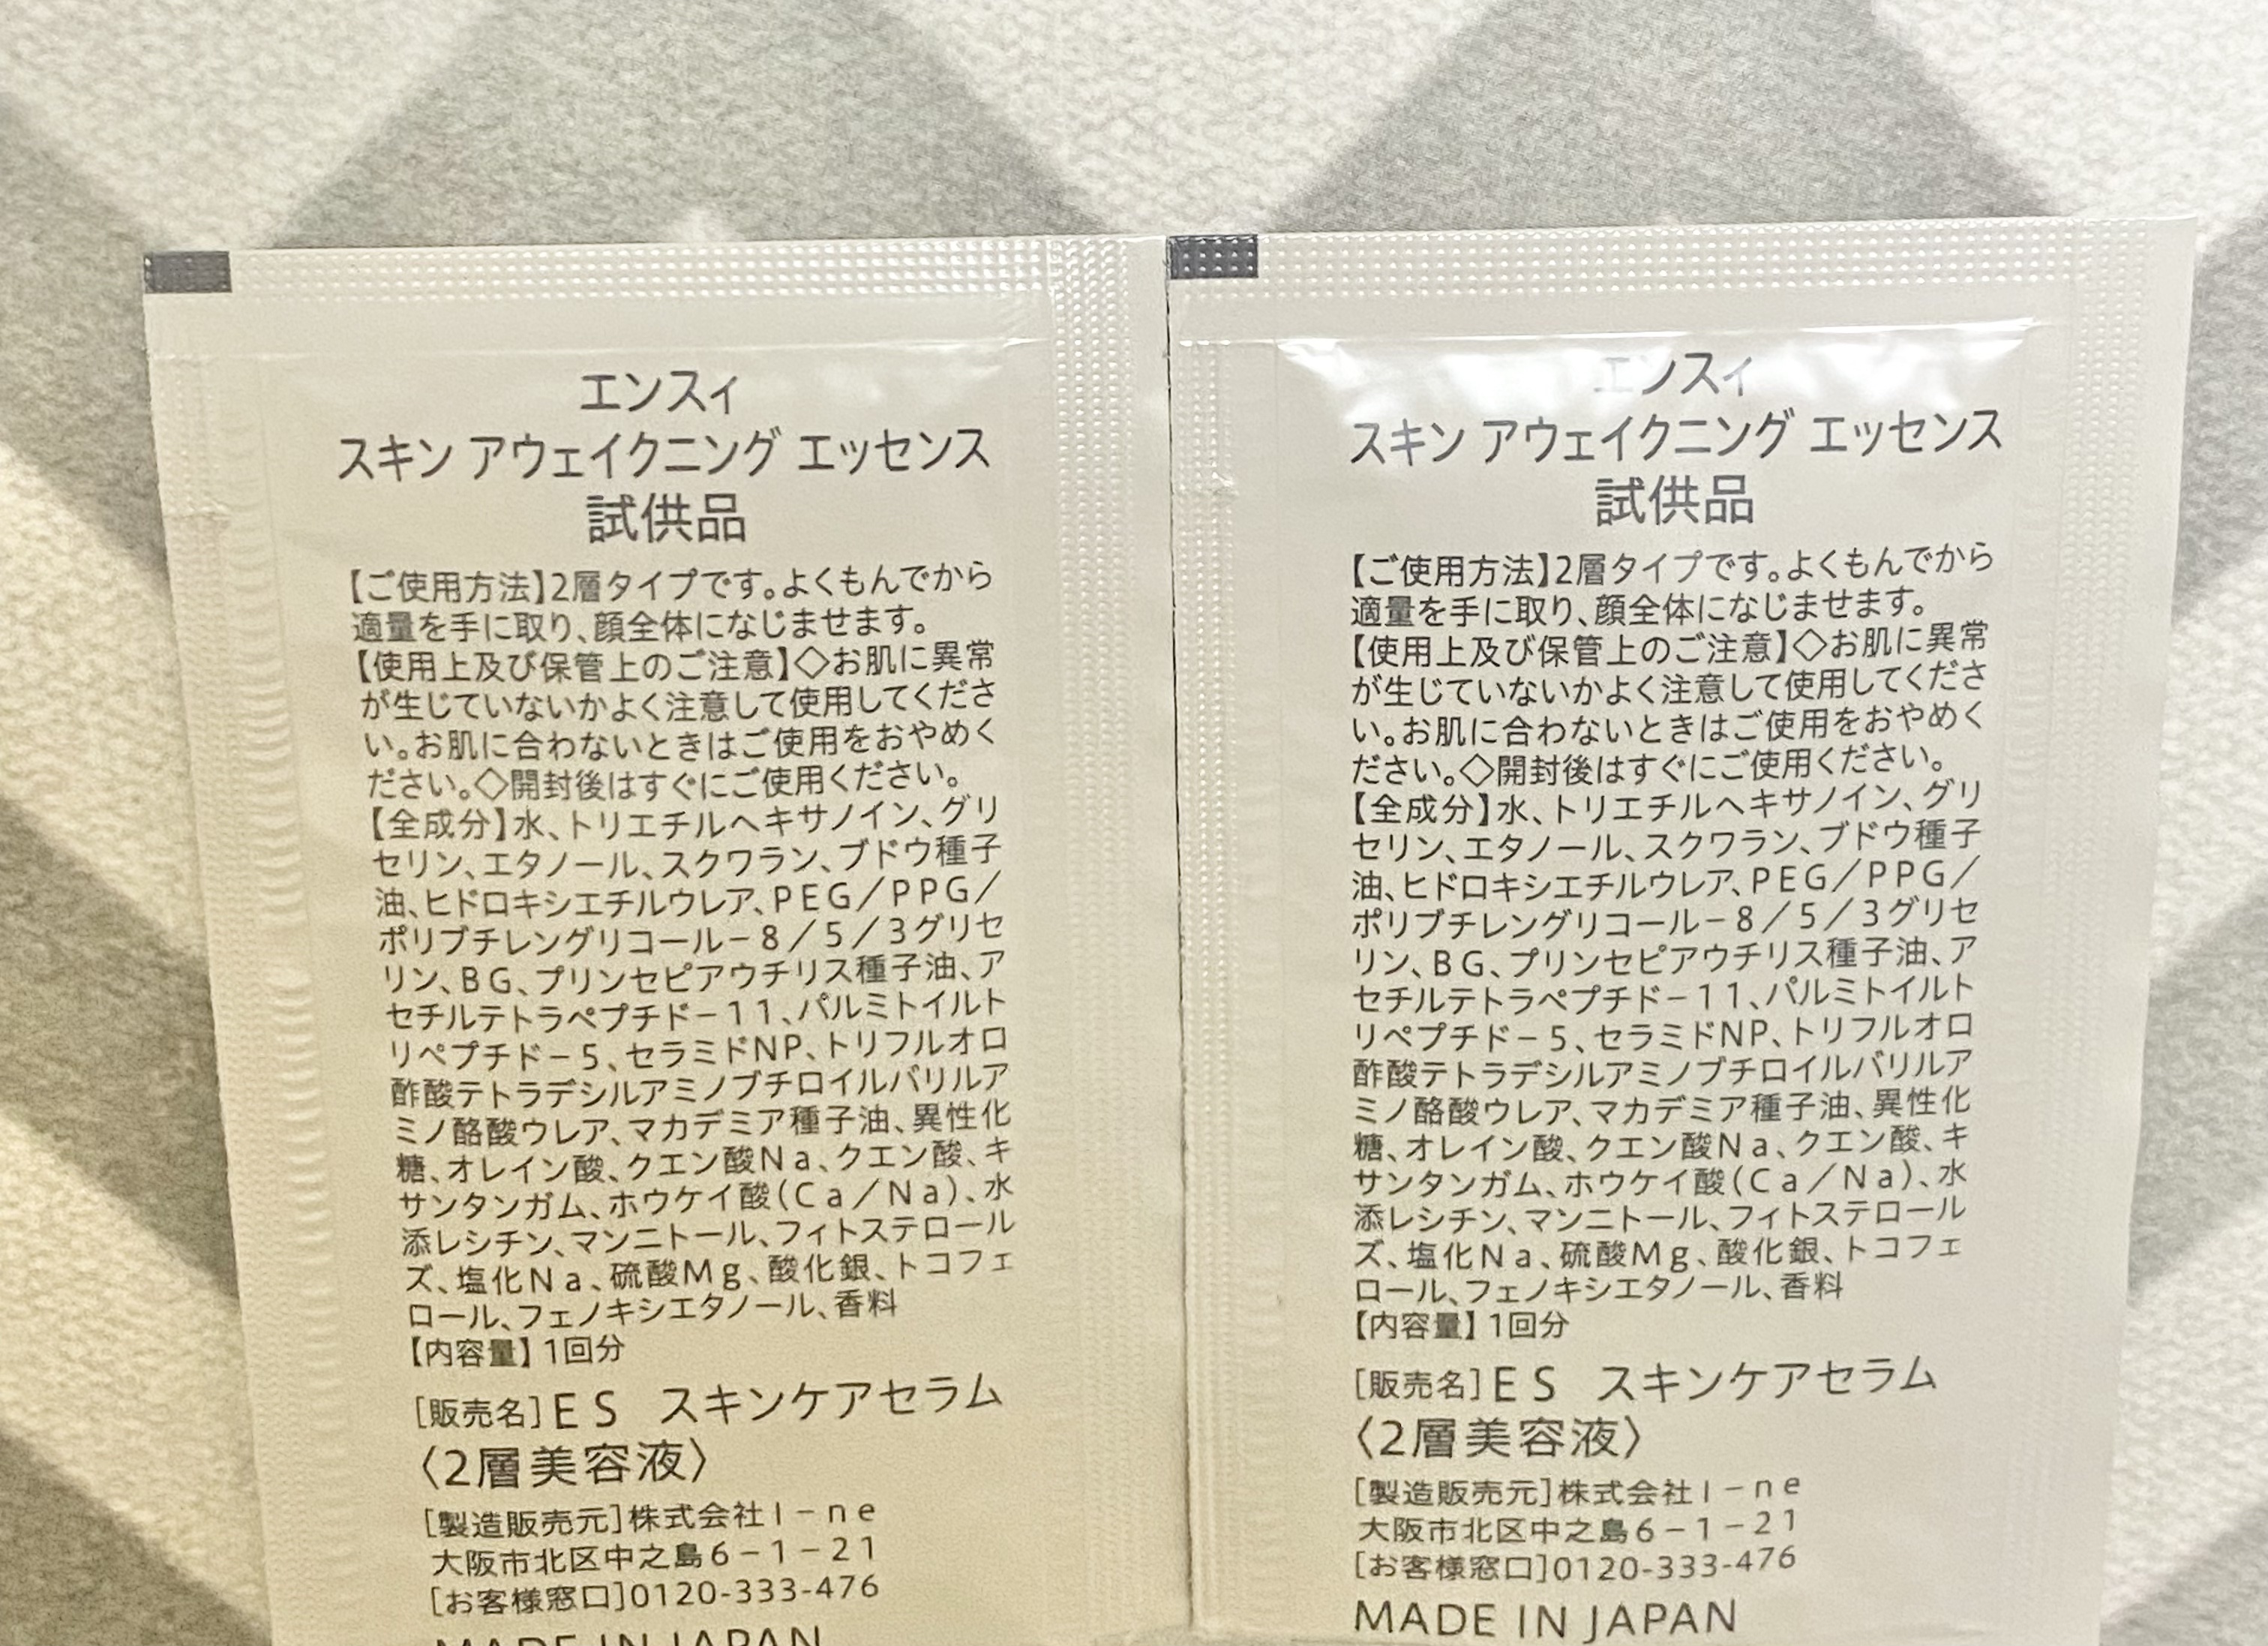 エンスィ
スキン アウェイクニング エッセンス
試供品
【ご使用方法】2層タイプです。よくもんでから
適量を手に取り、顔全体になじませます。
【使用上及び保管上のご注意】◇お肌に異常
が生じていないかよく注意して使用してくださ
い。お肌に合わないときはご使用をおやめく
ださい。◇開封後はすぐにご使用ください。
【全成分】水、トリエチルヘキサノイン、グリ
セリン、エタノール、スクワラン、ブドウ種子
油、ヒドロキシエチルウレア、PEG／PPG／
ポリブチレングリコール－8／5／3グリセ
リン、BG、プリンセピアウチリス種子油、ア
セチルテトラペプチド－11、パルミトイルト
リペプチド－5、セラミドNP、トリフルオロ
酢酸テトラデシルアミノブチロイルバリルア
ミノ酪酸ウレア、マカデミア種子油、異性化
糖、オレイン酸、クエン酸Na、クエン酸、キ
サンタンガム、ホウケイ酸(Ca／Na)、水
添レシチン、マンニトール、フィトステロール
ズ、塩化Na、硫酸Mg、酸化銀、トコフェ
ロール、フェノキシエタノール、香料
【内容量】1回分
[販売名]ES　スキンケアセラム
〈2層美容液〉
[製造販売元]株式会社I－ne
大阪市北区中之島6－1－21
[お客様窓口]0120-333-476
MADE IN JAPAN
エンスィ
スキン アウェイクニング エッセンス
試供品
【ご使用方法】2層タイプです。よくもんでから
適量を手に取り、顔全体になじませます。
【使用上及び保管上のご注意】◇お肌に異常
が生じていないかよく注意して使用してくださ
い。お肌に合わないときはご使用をおやめく
ださい。◇開封後はすぐにご使用ください。
【全成分】水、トリエチルヘキサノイン、グリ
セリン、エタノール、スクワラン、ブドウ種子
油、ヒドロキシエチルウレア、PEG／PPG／
ポリブチレングリコール－8／5／3グリセ
リン、BG、プリンセピアウチリス種子油、ア
セチルテトラペプチド－11、パルミトイルト
リペプチド－5、セラミドNP、トリフルオロ
酢酸テトラデシルアミノブチロイルバリルア
ミノ酪酸ウレア、マカデミア種子油、異性化
糖、オレイン酸、クエン酸Na、クエン酸、キ
サンタンガム、ホウケイ酸(Ca／Na)、水
添レシチン、マンニトール、フィトステロール
ズ、塩化Na、硫酸Mg、酸化銀、トコフェ
ロール、フェノキシエタノール、香料
【内容量】1回分
[販売名]ES　スキンケアセラム
〈2層美容液〉
[製造販売元]株式会社I－ne
大阪市北区中之島6－1－21
[お客様窓口]0120-333-476
MADE IN JAPAN